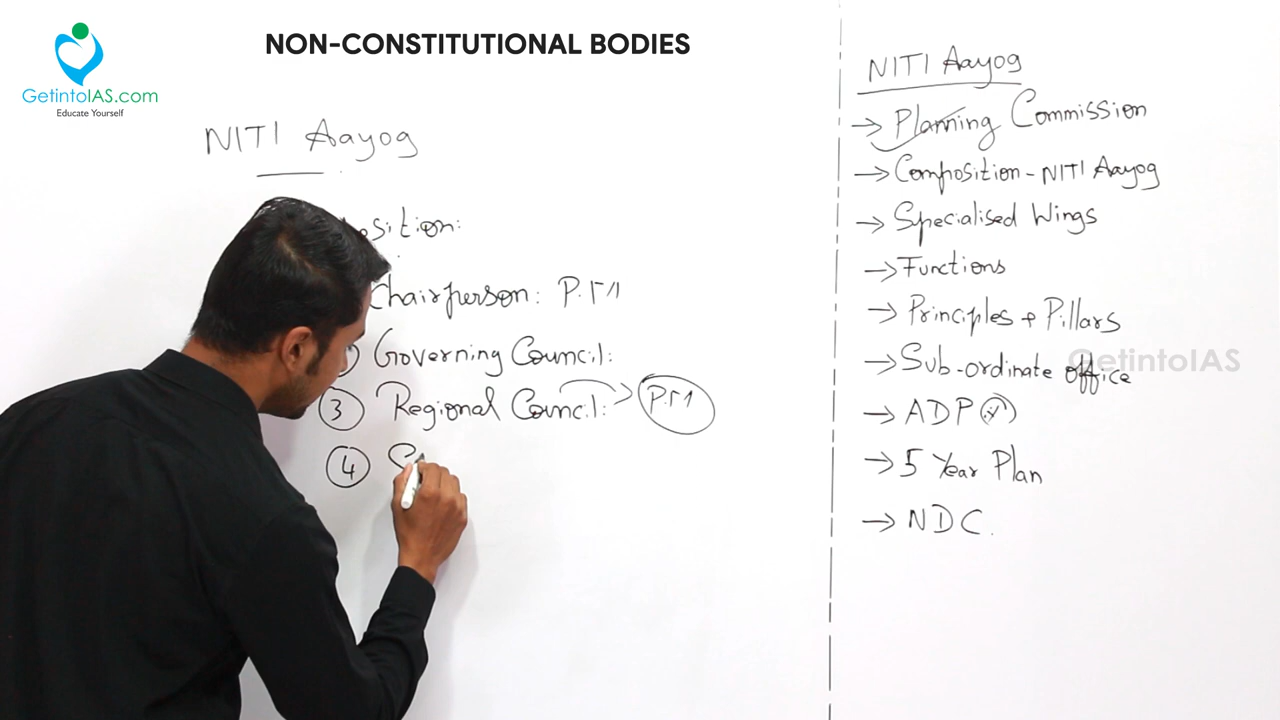 NON-CONSTITUTIONAL BODIES
GetintoIAS.com
Educate Yourself
NITI Aayog
osition:
Chairperson: P.M
Governing Council:
3 Regional Council: P.M
4
NITI Aayog
→ Planning Commission
→ Composition - NITI Aayog
→ Specialised Wings
→ Functions
→ Principles + Pillars
→ Sub-ordinate office
GetintoIAS
→ ADP
→ 5 Year Plan
→ NDC.